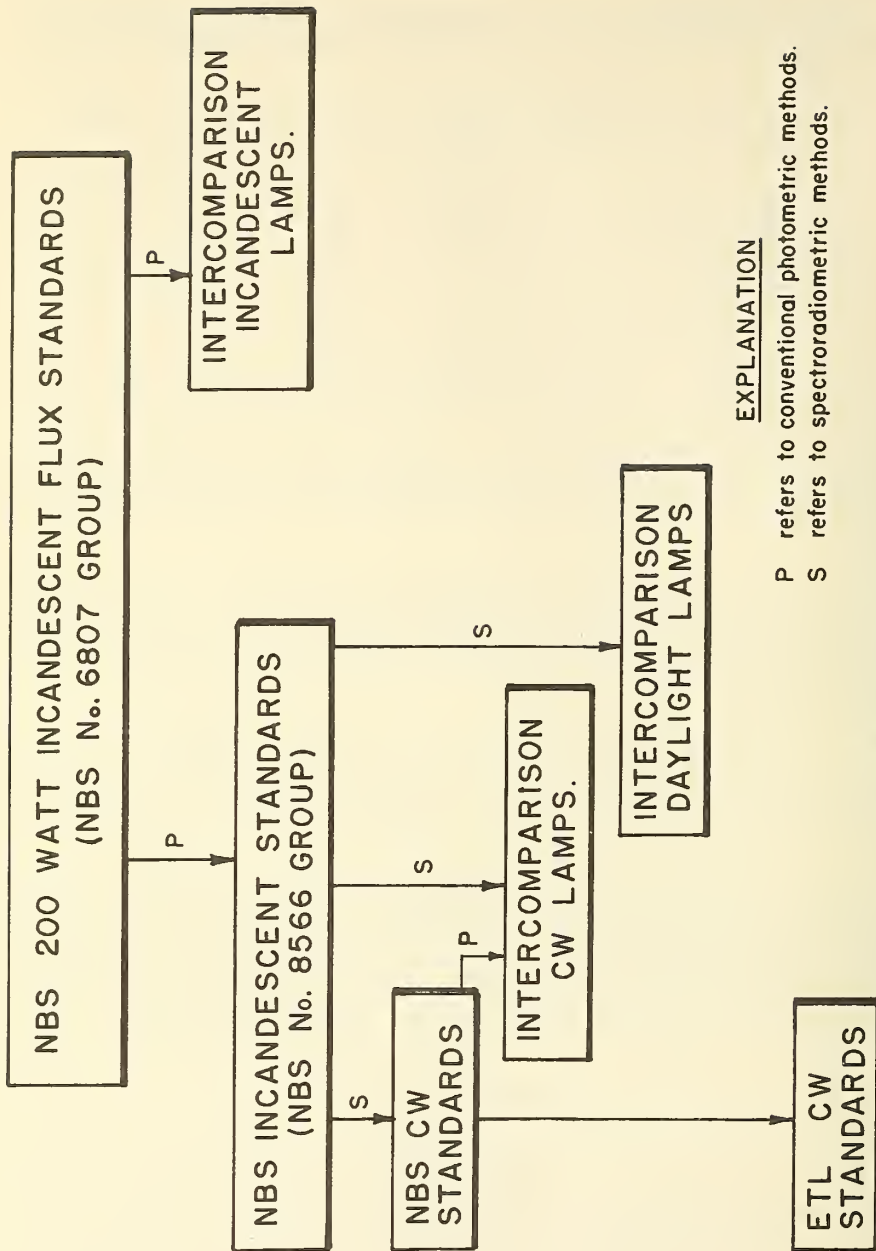 NBS 200 WATT INCANDESCENT FLUX STANDARDS
(NBS No. 6807 GROUP)
P
P
INTERCOMPARISON
INCANDESCENT
LAMPS.
NBS INCANDESCENT STANDARDS
(NBS No. 8566 GROUP)
S
S
S
NBS CW
STANDARDS
P
INTERCOMPARISON
CW LAMPS.
INTERCOMPARISON
DAYLIGHT LAMPS
ETL CW
STANDARDS
EXPLANATION
P refers to conventional photometric methods.
S refers to spectroradiometric methods.